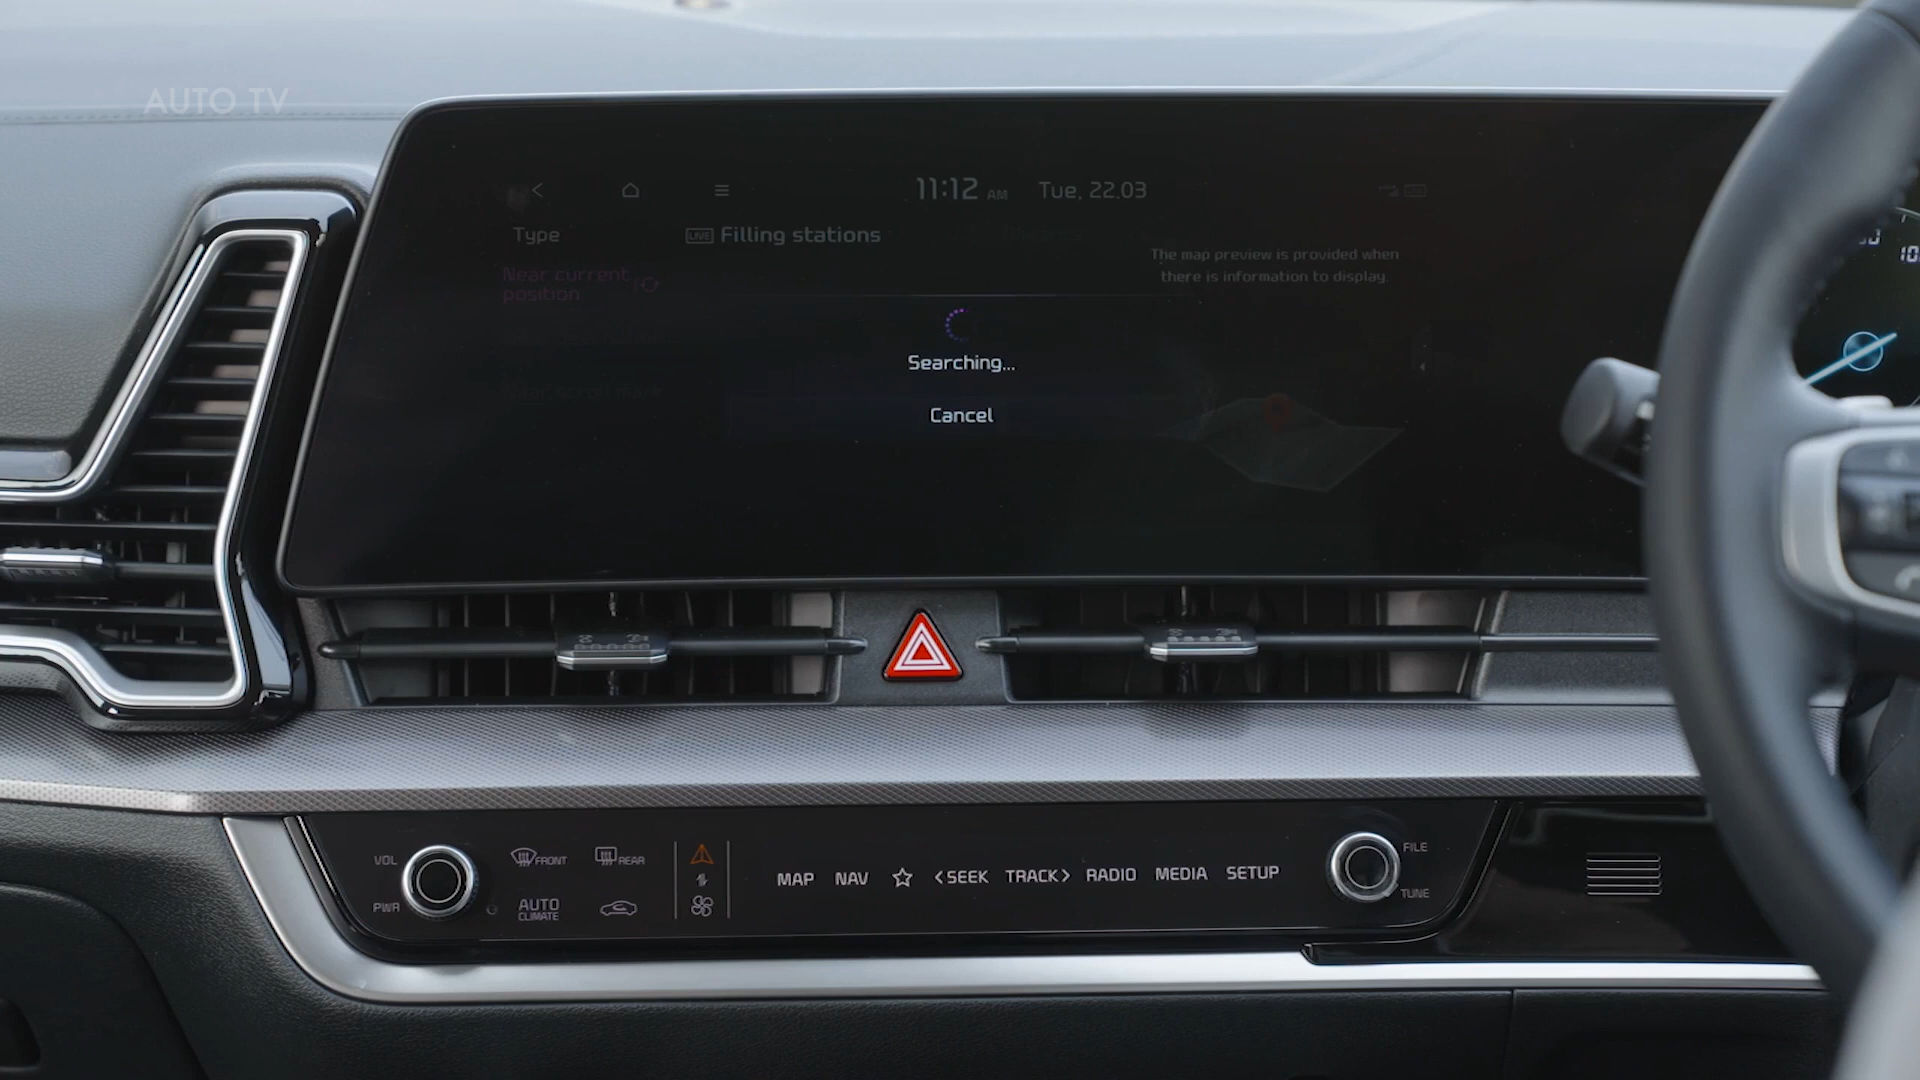 AUTO TV
11:12 AM Tue, 22.03
Type
LIVE Filling stations
The map preview is provided when
there is information to display.
Near current
position
Searching...
Cancel
VOL
PWR
FRONT
REAR
AUTO
CLIMATE
MAP NAV <SEEK TRACK> RADIO MEDIA SETUP
FILE
TUNE